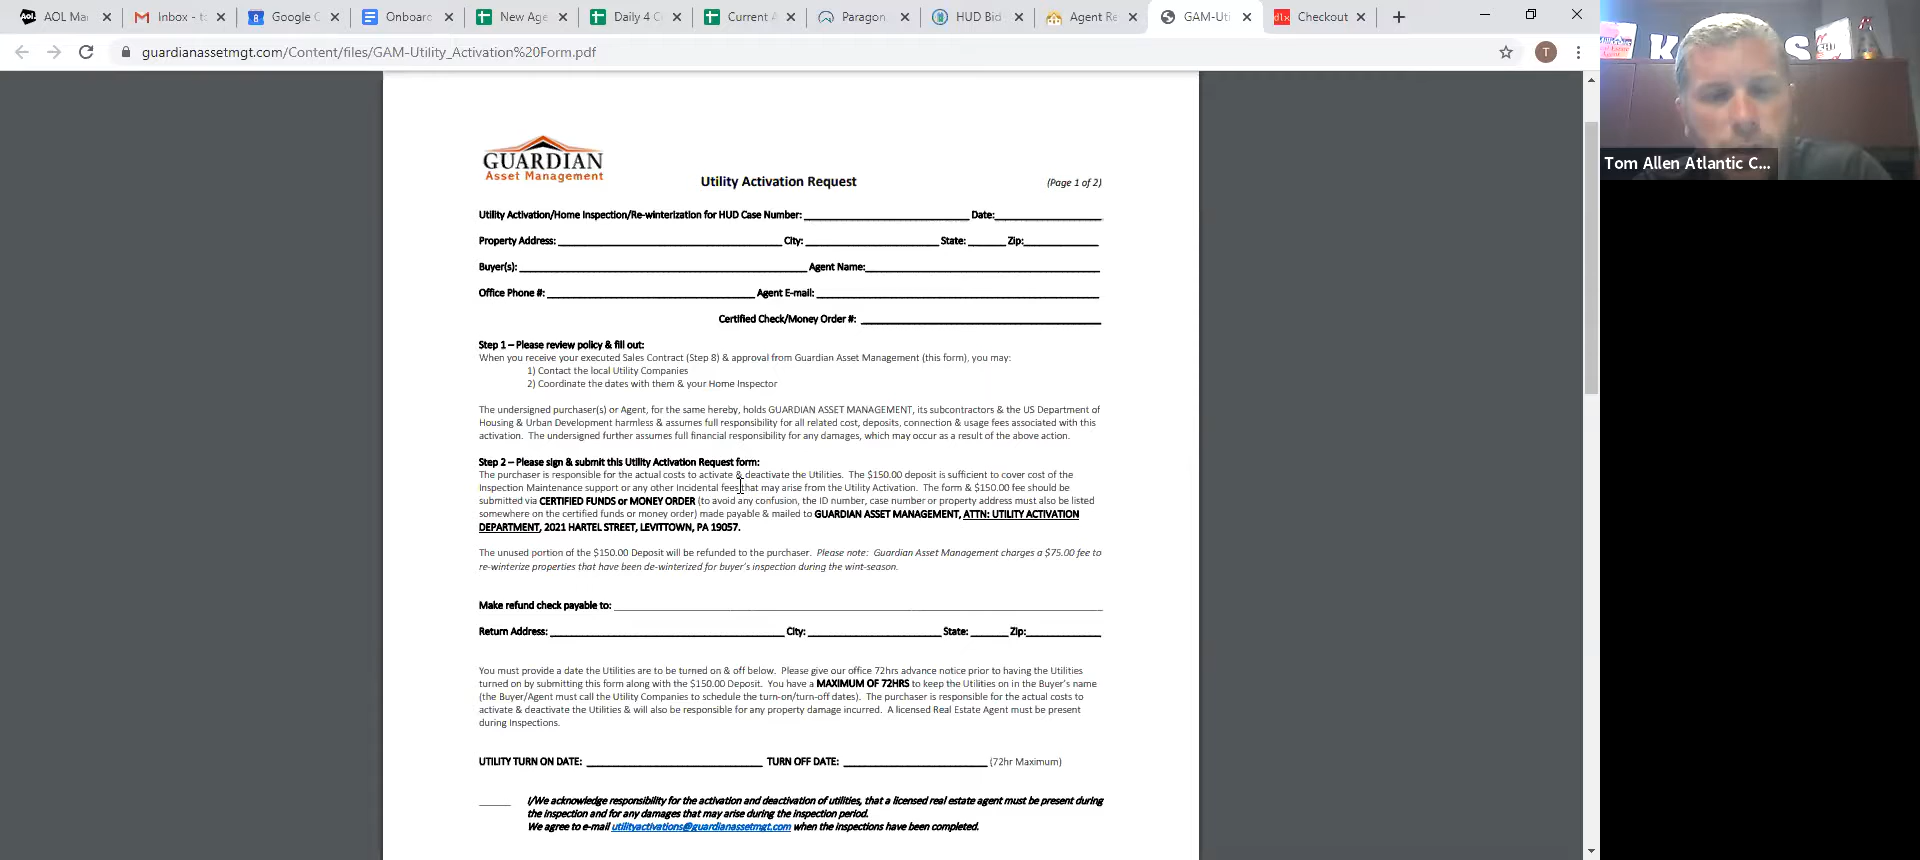 AOL Ma
Inbox - to
Google C
Onboard
New Age
Daily 4 C
Current A
Paragon
HUD Bid
Agent Re
GAM-Uti
Checkout
guardianassetmgt.com/Content/files/GAM-Utility_Activation%20Form.pdf
T
Tom Allen Atlantic C...
GUARDIAN
Asset Management
Utility Activation Request
(Page 1 of 2)
Utility Activation/Home Inspection/Re-winterization for HUD Case Number: Date:
Property Address: City: State: Zip:
Buyer(s): Agent Name:
Office Phone #: Agent E-mail:
Certified Check/Money Order #:
Step 1 – Please review policy & fill out:
When you receive your executed Sales Contract (Step 8) & approval from Guardian Asset Management (this form), you may:
1) Contact the local Utility Companies
2) Coordinate the dates with them & your Home Inspector
The undersigned purchaser(s) or Agent, for the same hereby, holds GUARDIAN ASSET MANAGEMENT, its subcontractors & the US Department of
Housing & Urban Development harmless & assumes full responsibility for all related cost, deposits, connection & usage fees associated with this
activation. The undersigned further assumes full financial responsibility for any damages, which may occur as a result of the above action.
Step 2 – Please sign & submit this Utility Activation Request form:
The purchaser is responsible for the actual costs to activate & deactivate the Utilities. The $150.00 deposit is sufficient to cover cost of the
Inspection Maintenance support or any other Incidental fees that may arise from the Utility Activation. The form & $150.00 fee should be
submitted via CERTIFIED FUNDS or MONEY ORDER (to avoid any confusion, the ID number, case number or property address must also be listed
somewhere on the certified funds or money order) made payable & mailed to GUARDIAN ASSET MANAGEMENT, ATTN: UTILITY ACTIVATION
DEPARTMENT, 2021 HARTEL STREET, LEVITTOWN, PA 19057.
The unused portion of the $150.00 Deposit will be refunded to the purchaser. Please note: Guardian Asset Management charges a $75.00 fee to
re-winterize properties that have been de-winterized for buyer's inspection during the wint-season.
Make refund check payable to:
Return Address: City: State: Zip:
You must provide a date the Utilities are to be turned on & off below. Please give our office 72hrs advance notice prior to having the Utilities
turned on by submitting this form along with the $150.00 Deposit. You have a MAXIMUM OF 72HRS to keep the Utilities on in the Buyer's name
(the Buyer/Agent must call the Utility Companies to schedule the turn-on/turn-off dates). The purchaser is responsible for the actual costs to
activate & deactivate the Utilities & will also be responsible for any property damage incurred. A licensed Real Estate Agent must be present
during Inspections.
UTILITY TURN ON DATE: TURN OFF DATE: (72hr Maximum)
I/We acknowledge responsibility for the activation and deactivation of utilities, that a licensed real estate agent must be present during
the inspection and for any damages that may arise during the inspection period.
We agree to e-mail utilityactivations@guardianassetmgt.com when the inspections have been completed.